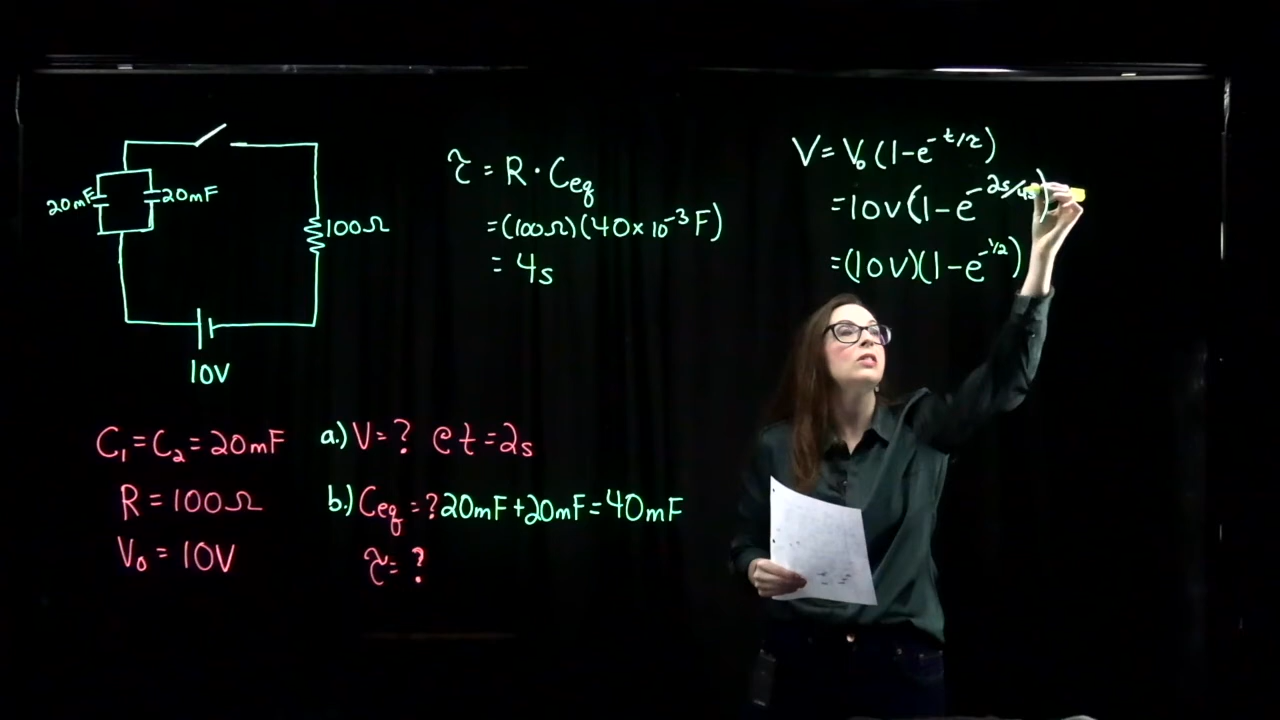 20mF 20mF
100Ω
10V
τ = R · Ceq
= (100Ω)(40 × 10⁻³ F)
= 4s
V = V₀ (1 - e^(-t/τ))
= 10V (1 - e^(-2s/4s))
= (10V)(1 - e^(-1/2))
C₁ = C₂ = 20mF
R = 100Ω
V₀ = 10V
a.) V = ? @ t = 2s
b.) Ceq = ? 20mF + 20mF = 40mF
τ = ?